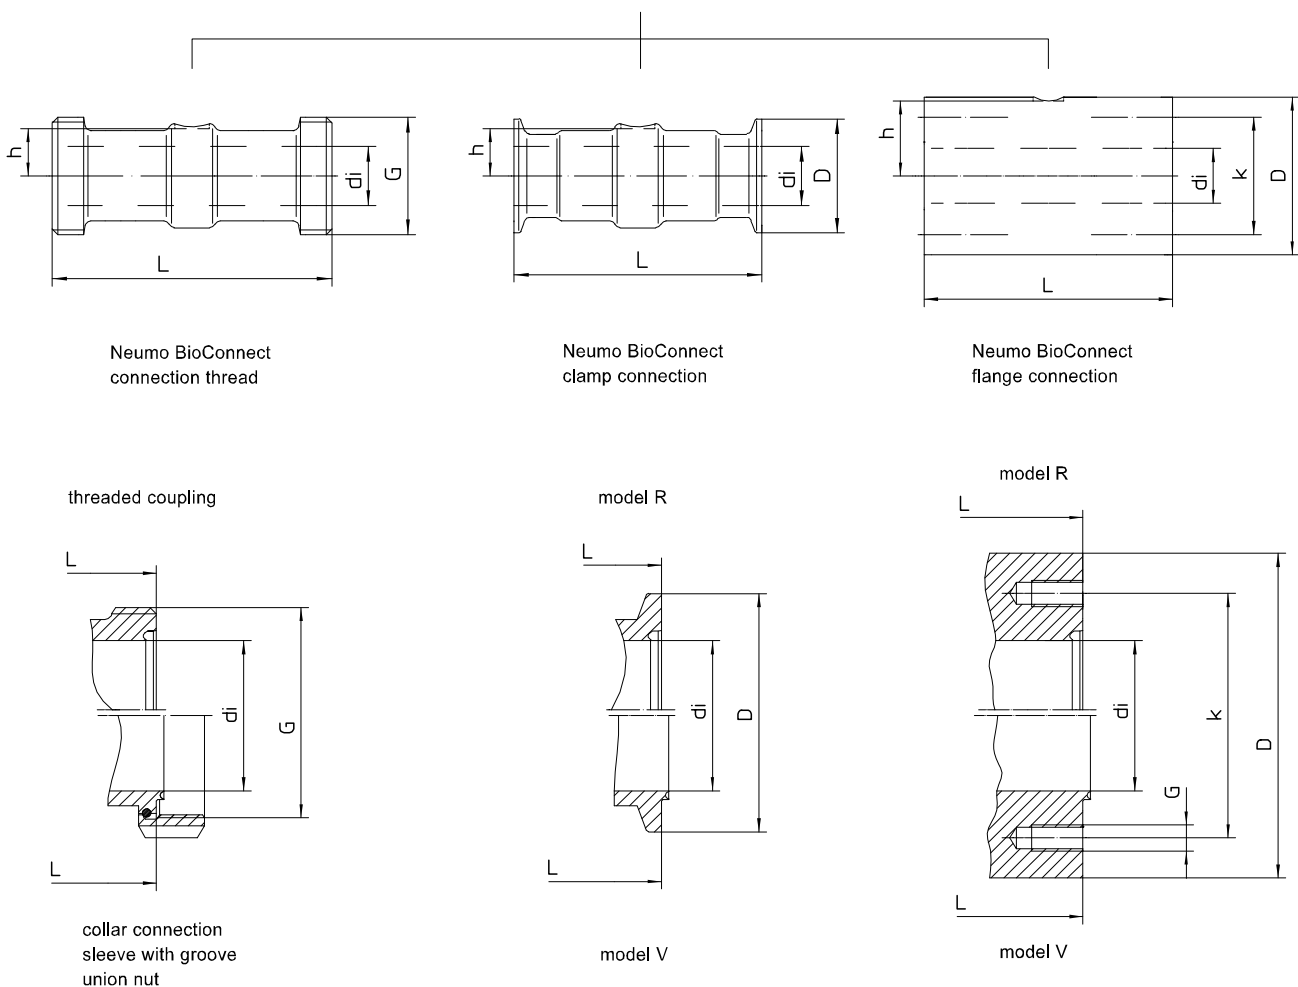 h
di
G
L
h
di
D
L
h
di
k
D
L
Neumo BioConnect
connection thread
Neumo BioConnect
clamp connection
Neumo BioConnect
flange connection
threaded coupling
model R
model R
L
di
G
L
L
di
D
L
L
di
k
D
G
L
collar connection
sleeve with groove
union nut
model V
model V